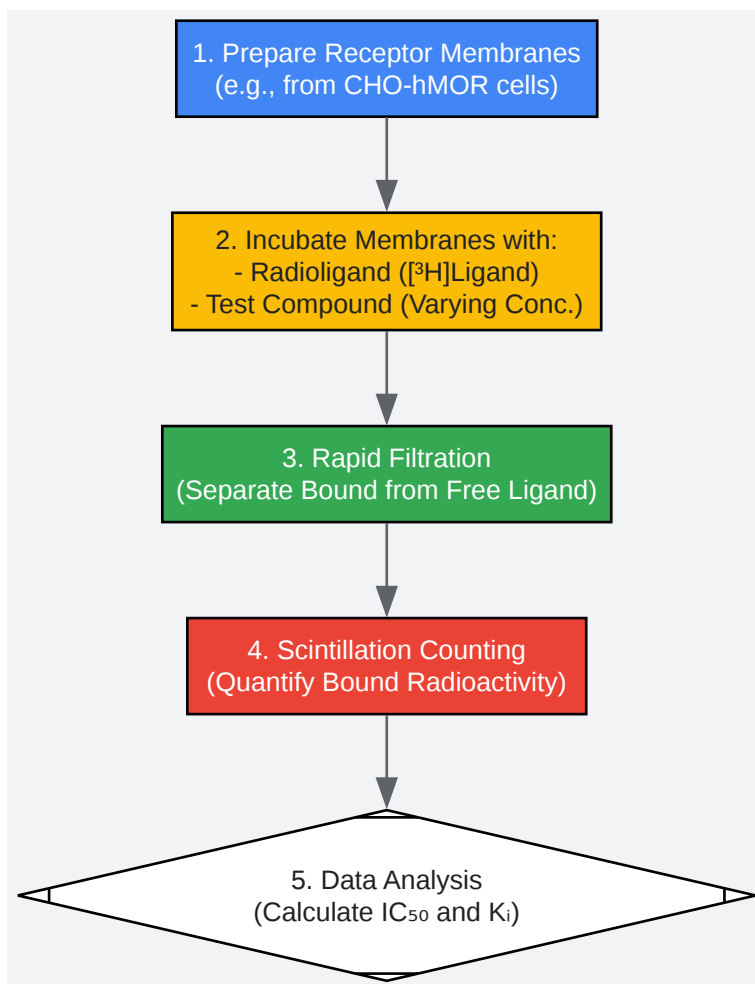 1. Prepare Receptor Membranes
(e.g., from CHO-hMOR cells)
2. Incubate Membranes with:
- Radioligand ([³H]Ligand)
- Test Compound (Varying Conc.)
3. Rapid Filtration
(Separate Bound from Free Ligand)
4. Scintillation Counting
(Quantify Bound Radioactivity)
5. Data Analysis
(Calculate IC₅₀ and Kᵢ)